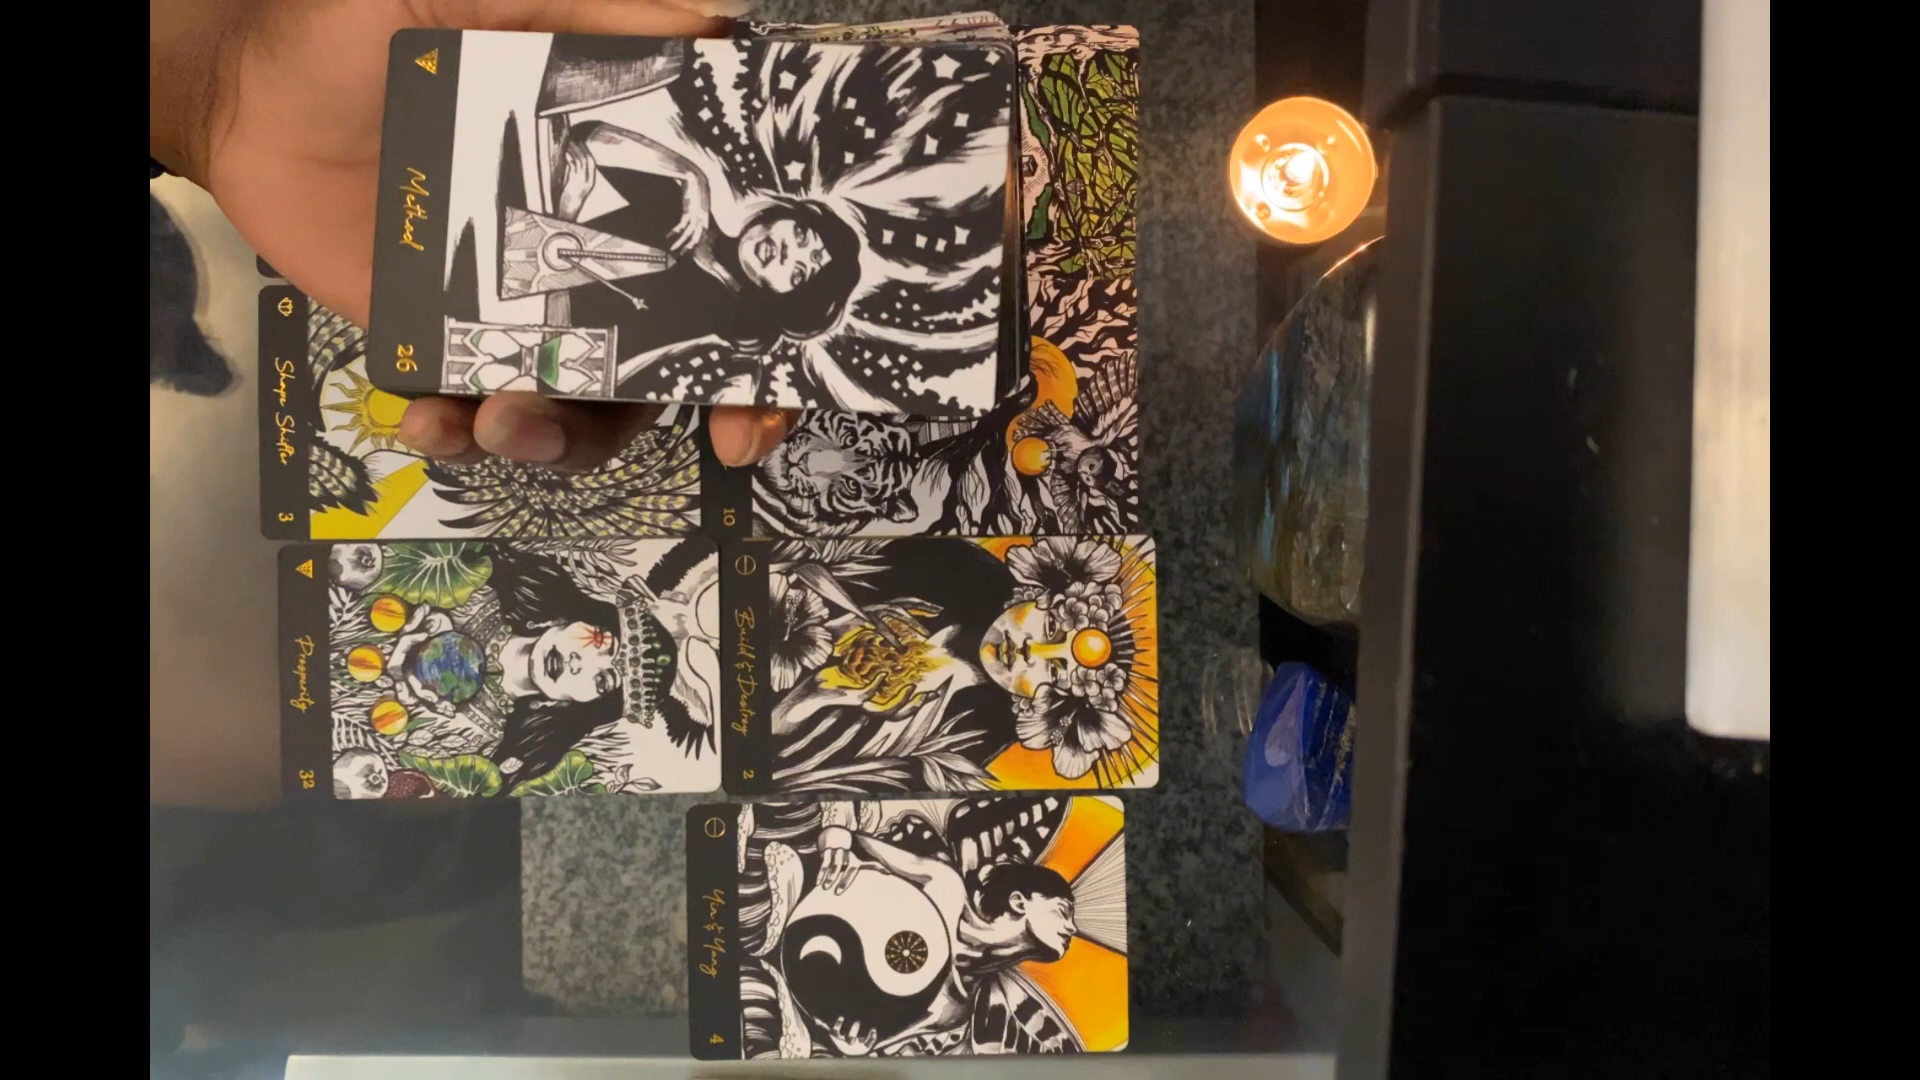 Method
26
Shape Shifter
3
10
Prosperity
32
Build & Destroy
2
Yin & Yang
4